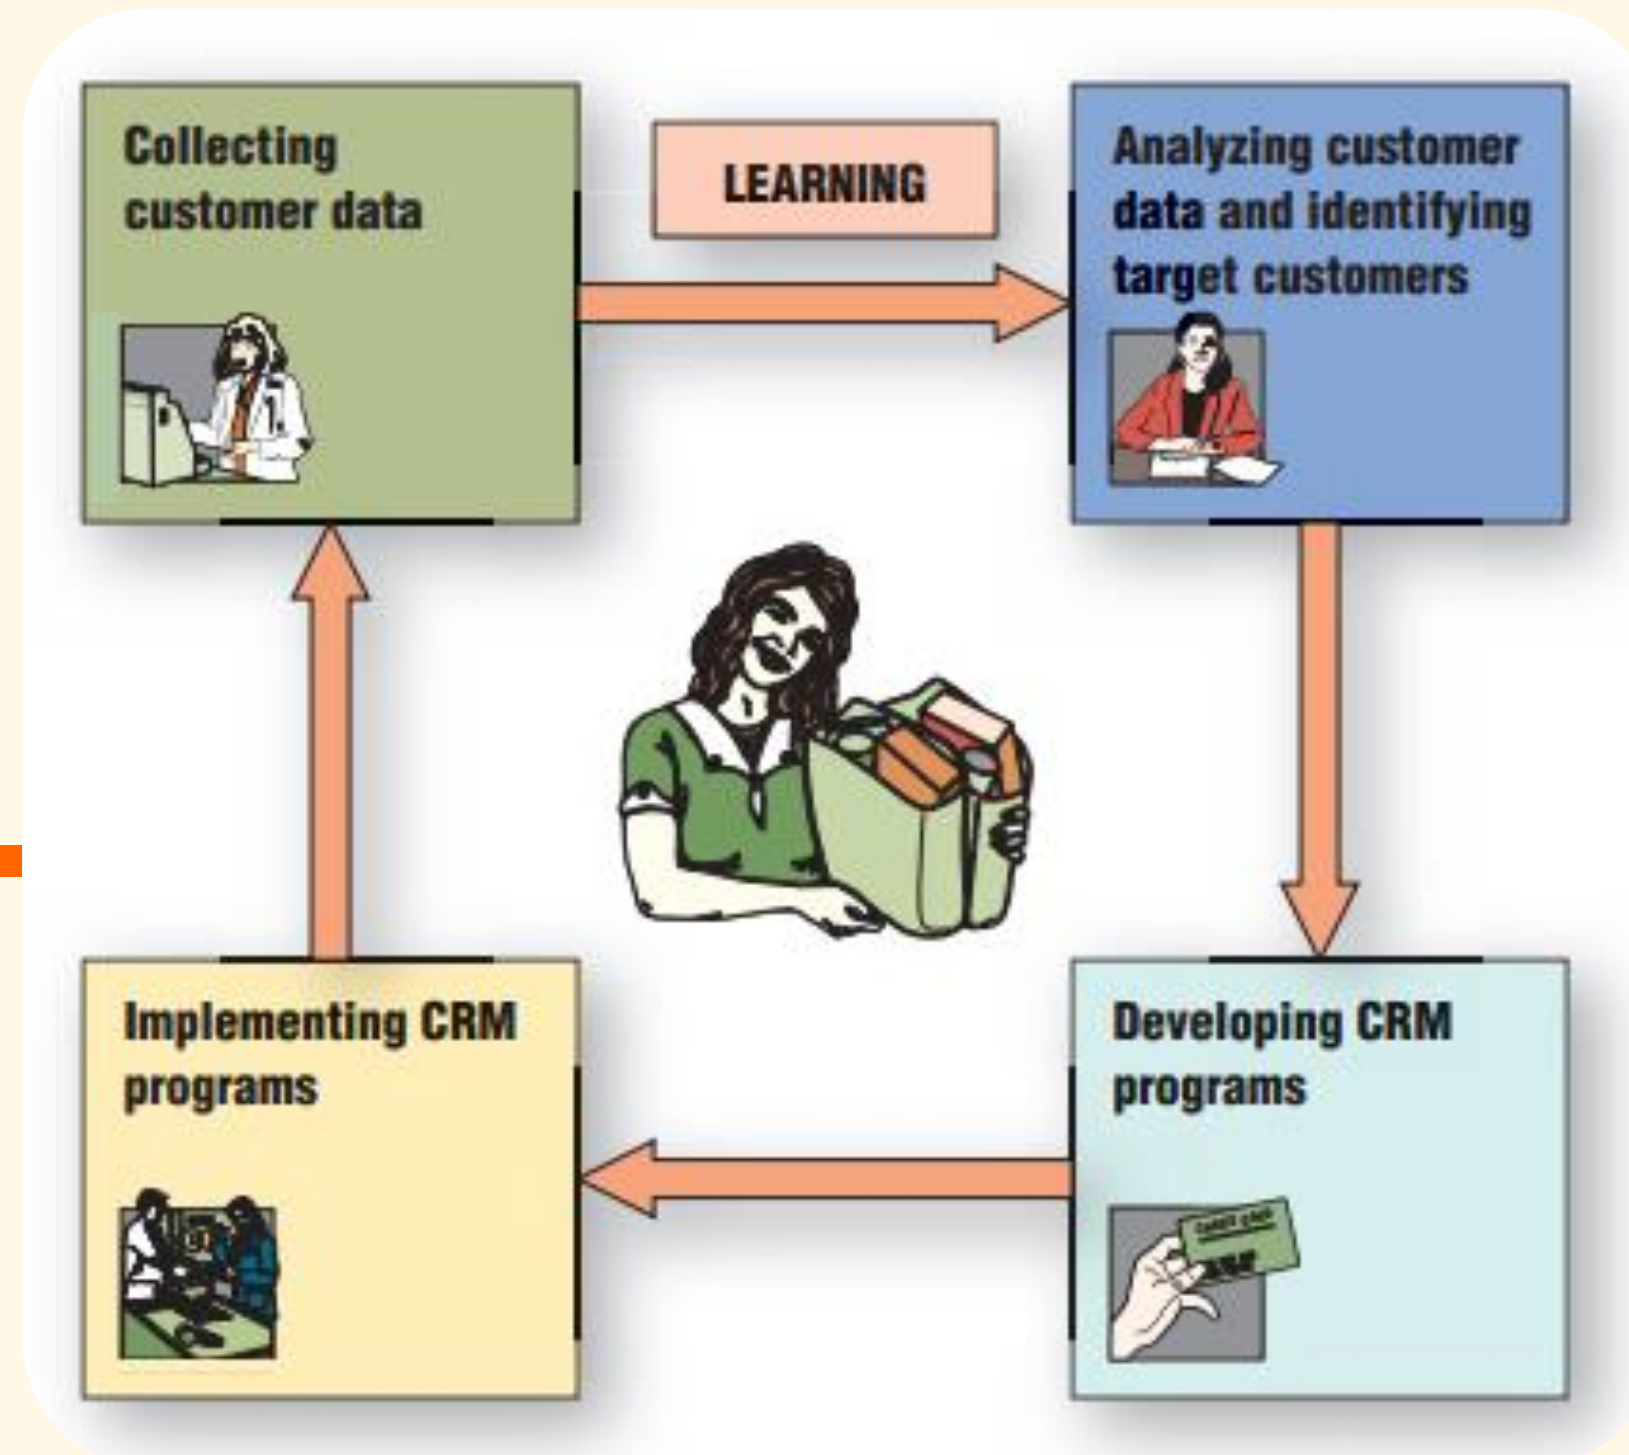 Collecting
customer data
LEARNING
Analyzing customer
data and identifying
target customers
Implementing CRM
programs
Developing CRM
programs